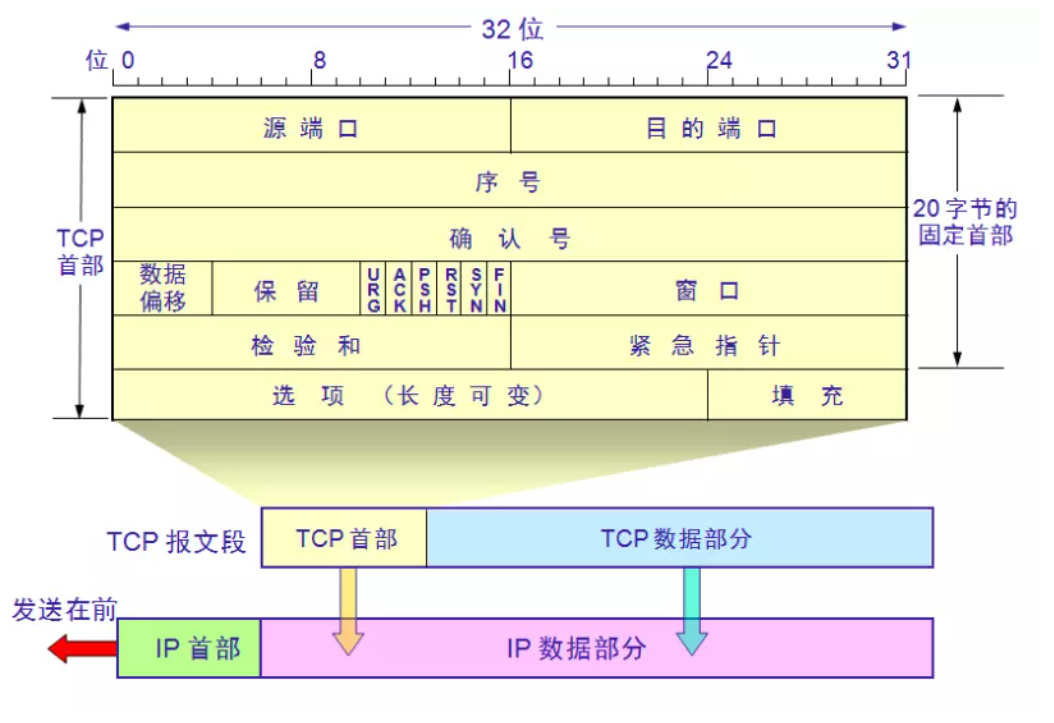 32 位
位 0 8 16 24 31
源端口 目的端口
序号
确认号
TCP
首部
20 字节的
固定首部
数据
偏移
保留
URG
ACK
PSH
RST
SYN
FIN
窗口
检验和 紧急指针
选项（长度可变） 填充
TCP 报文段 TCP 首部 TCP 数据部分
发送在前
IP 首部 IP 数据部分